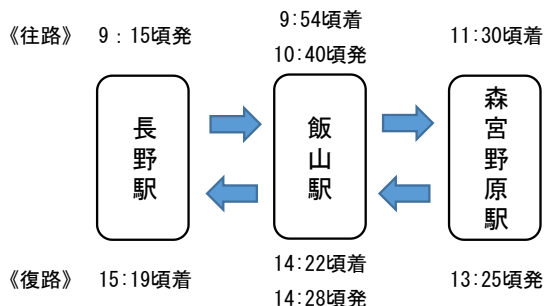 《往路》 9：15頃発
9:54頃着
10:40頃発
11:30頃着
長野駅
飯山駅
森宮野原駅
《復路》 15:19頃着
14:22頃着
14:28頃発
13:25頃発